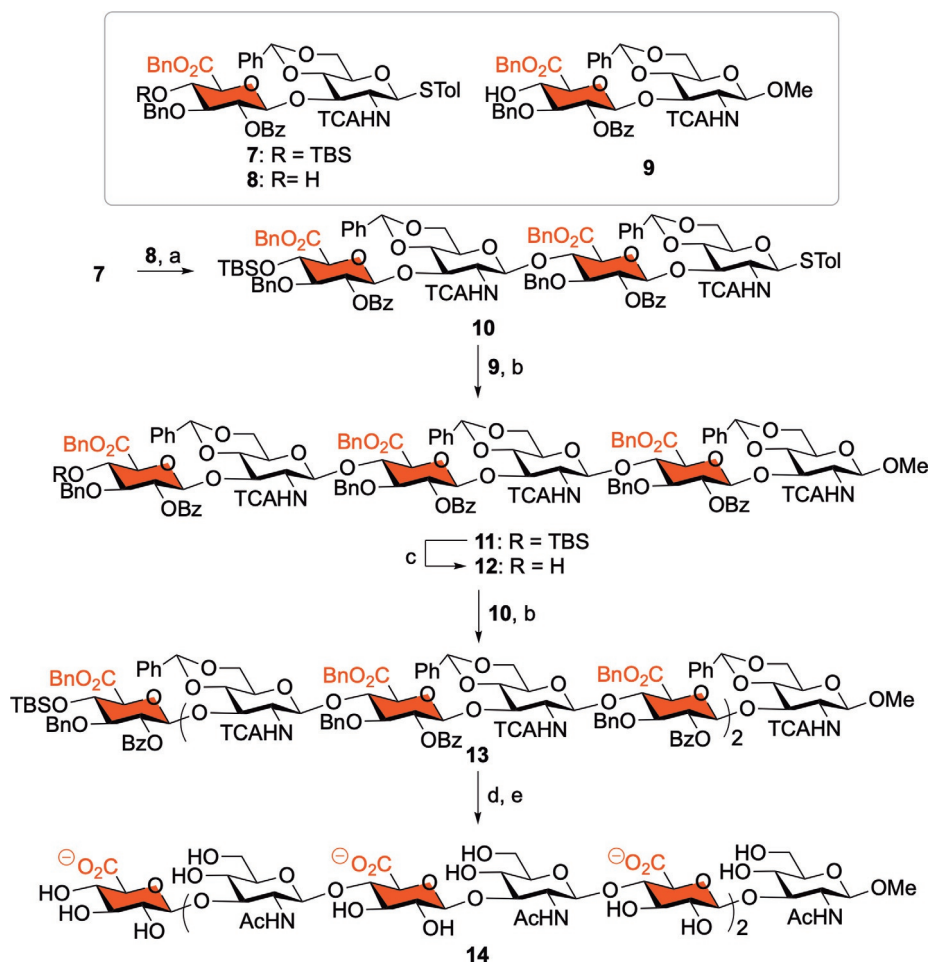 Ph O O BnO2C O O O STol RO BnO O TCAHN OBz
7: R = TBS
8: R= H
Ph O O BnO2C O O O OMe HO BnO O TCAHN OBz
9
7 8, a
Ph O O BnO2C O O O O BnO2C O Ph O O O O STol TBSO BnO O TCAHN OBz BnO O TCAHN OBz
10
9, b
Ph O O BnO2C O O O O BnO2C O Ph O O O O O BnO2C O Ph O O O O OMe RO BnO O TCAHN OBz BnO O TCAHN OBz BnO O TCAHN OBz
11: R = TBS
c
12: R = H
10, b
Ph O O BnO2C O O O O BnO2C O Ph O O O O O BnO2C O Ph O O O O OMe TBSO BnO BzO ( O TCAHN BnO OBz O TCAHN BnO BzO ) 2 O TCAHN
13
d, e
⊖O2C O HO HO O O ⊖O2C O HO HO O O ⊖O2C O HO HO O OMe HO HO HO ( O AcHN HO OH O AcHN HO HO ) 2 O AcHN
14